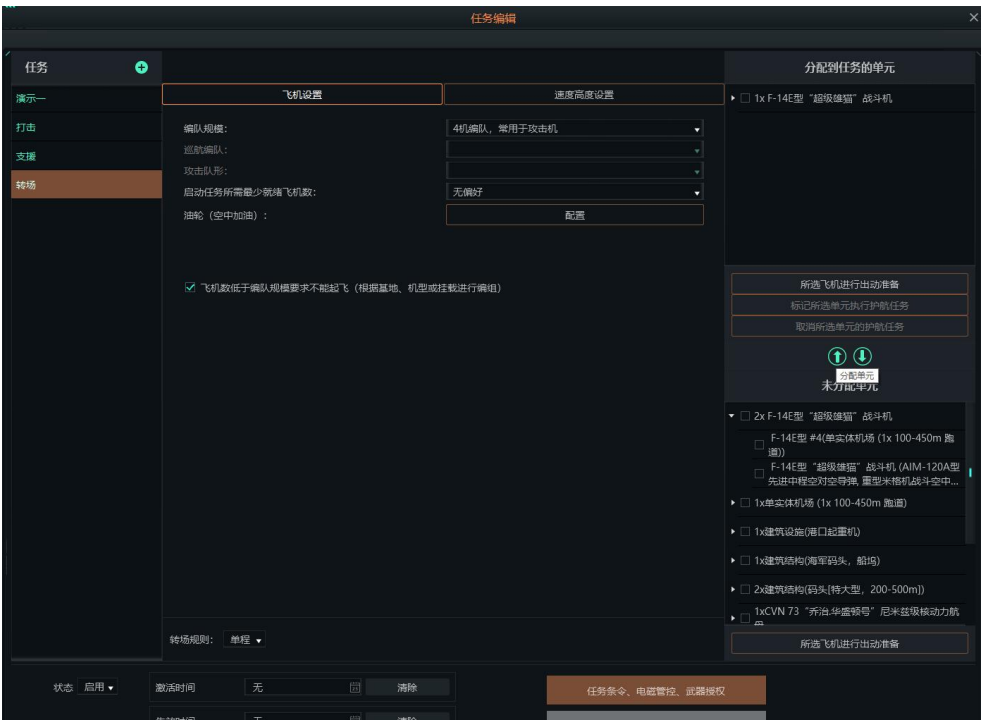 任务编辑
任务
分配到任务的单元
演示一
打击
支援
转场
飞机设置
速度高度设置
编队规模：
4机编队，常用于攻击机
巡航编队：
攻击队形：
启动任务所需最少就绪飞机数：
无偏好
油轮（空中加油）：
配置
飞机数低于编队规模要求不能起飞（根据基地、机型或挂载进行编组）
转场规则：
单程
1x F-14E型“超级雄猫”战斗机
所选飞机进行出动准备
标记所选单元执行护航任务
取消所选单元的护航任务
分配单元
未分配单元
2x F-14E型“超级雄猫”战斗机
F-14E型 #4(单实体机场 (1x 100-450m 跑
道))
F-14E型“超级雄猫”战斗机 (AIM-120A型
先进中程空对空导弹, 重型米格机战斗空中...
1x单实体机场 (1x 100-450m 跑道)
1x建筑设施(港口起重机)
1x建筑结构(海军码头，船坞)
2x建筑结构(码头[特大型，200-500m])
1xCVN 73“乔治.华盛顿号”尼米兹级核动力航
所选飞机进行出动准备
状态
启用
激活时间
无
清除
任务条令、电磁管控、武器授权
无
清除